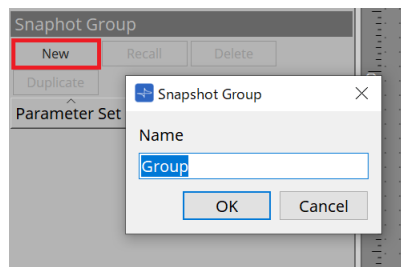 Snaphot Group
New Recall Delete
Duplicate
Parameter Set
Snapshot Group
Name
Group
OK Cancel